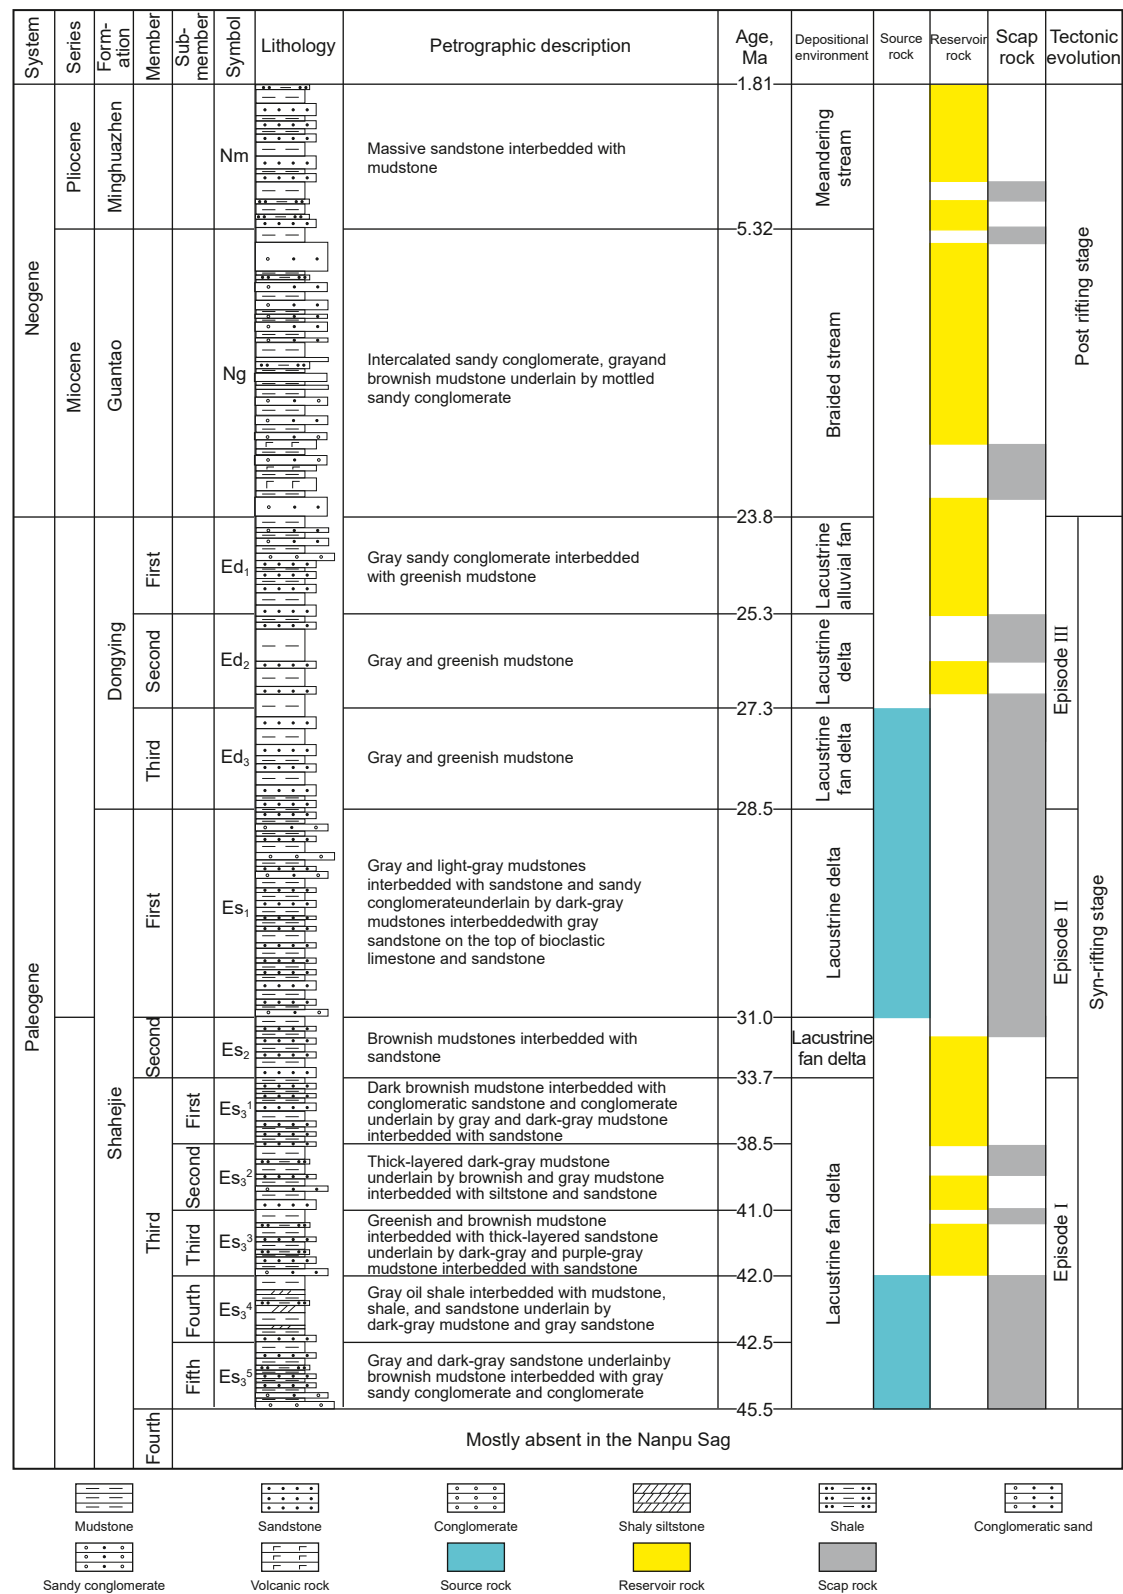 System
Series
Form-
ation
Member
Sub-
member
Symbol
Lithology
Petrographic description
Age,
Ma
Depositional
environment
Source
rock
Reservoir
rock
Scap
rock
Tectonic
evolution
1.81
Neogene
Pliocene
Minghuazhen
Nm
Massive sandstone interbedded with
mudstone
Meandering
stream
Post rifting stage
5.32
Miocene
Guantao
Ng
Intercalated sandy conglomerate, grayand
brownish mudstone underlain by mottled
sandy conglomerate
Braided stream
23.8
Paleogene
Dongying
First
Ed1
Gray sandy conglomerate interbedded
with greenish mudstone
Lacustrine
alluvial fan
Episode III
Syn-rifting stage
25.3
Second
Ed2
Gray and greenish mudstone
Lacustrine
delta
27.3
Third
Ed3
Gray and greenish mudstone
Lacustrine
fan delta
28.5
Shahejie
First
Es1
Gray and light-gray mudstones
interbedded with sandstone and sandy
conglomerateunderlain by dark-gray
mudstones interbeddedwith gray
sandstone on the top of bioclastic
limestone and sandstone
Lacustrine delta
Episode II
31.0
Second
Es2
Brownish mudstones interbedded with
sandstone
Lacustrine
fan delta
33.7
Third
First
Es3 1
Dark brownish mudstone interbedded with
conglomeratic sandstone and conglomerate
underlain by gray and dark-gray mudstone
interbedded with sandstone
Lacustrine fan delta
Episode I
38.5
Second
Es3 2
Thick-layered dark-gray mudstone
underlain by brownish and gray mudstone
interbedded with siltstone and sandstone
41.0
Third
Es3 3
Greenish and brownish mudstone
interbedded with thick-layered sandstone
underlain by dark-gray and purple-gray
mudstone interbedded with sandstone
42.0
Fourth
Es3 4
Gray oil shale interbedded with mudstone,
shale, and sandstone underlain by
dark-gray mudstone and gray sandstone
42.5
Fifth
Es3 5
Gray and dark-gray sandstone underlainby
brownish mudstone interbedded with gray
sandy conglomerate and conglomerate
45.5
Fourth
Mostly absent in the Nanpu Sag
Mudstone
Sandstone
Conglomerate
Shaly siltstone
Shale
Conglomeratic sand
Sandy conglomerate
Volcanic rock
Source rock
Reservoir rock
Scap rock